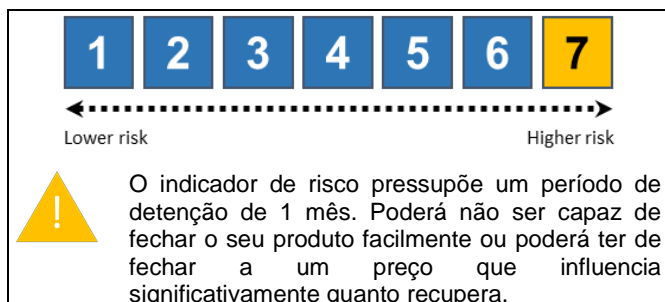 1 2 3 4 5 6 7
Lower risk Higher risk
!
O indicador de risco pressupõe um período de
detenção de 1 mês. Poderá não ser capaz de
fechar o seu produto facilmente ou poderá ter de
fechar a um preço que influencia
significativamente quanto recupera.